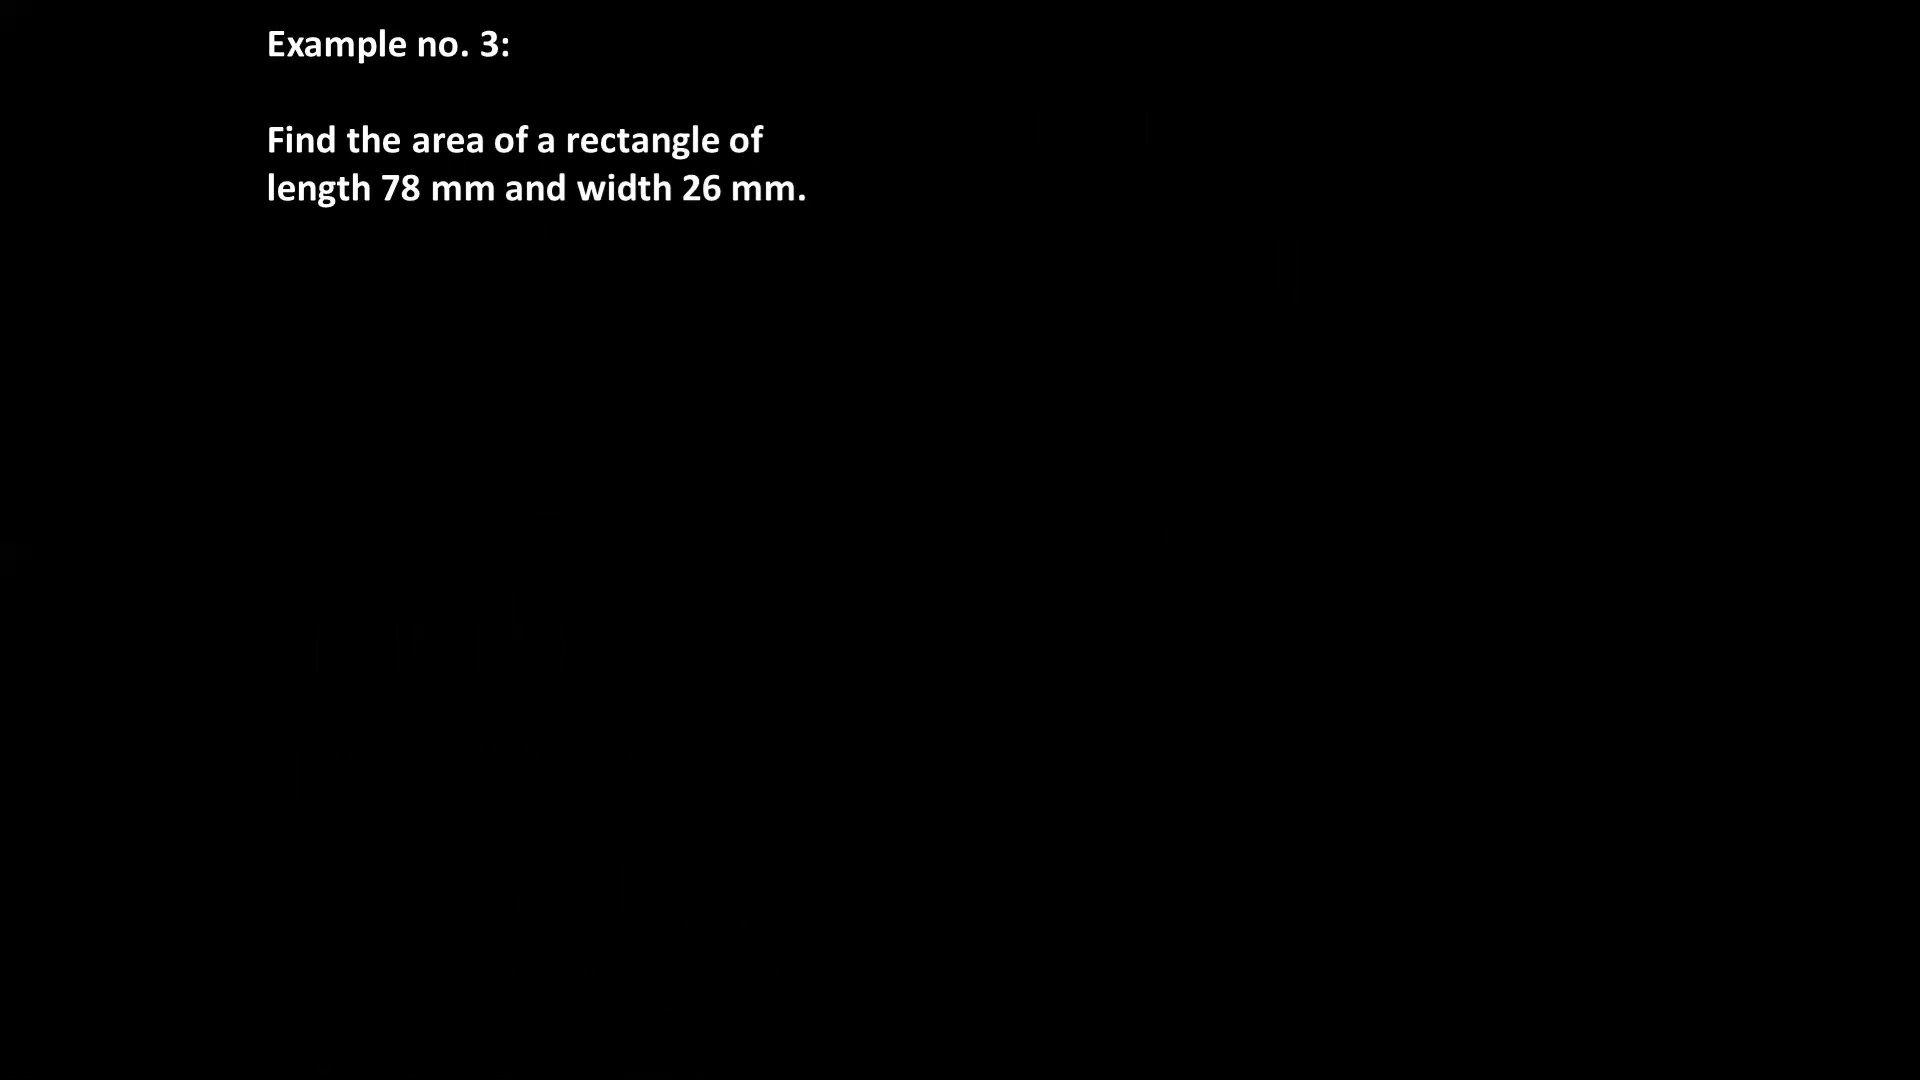 Example no. 3:
Find the area of a rectangle of
length 78 mm and width 26 mm.